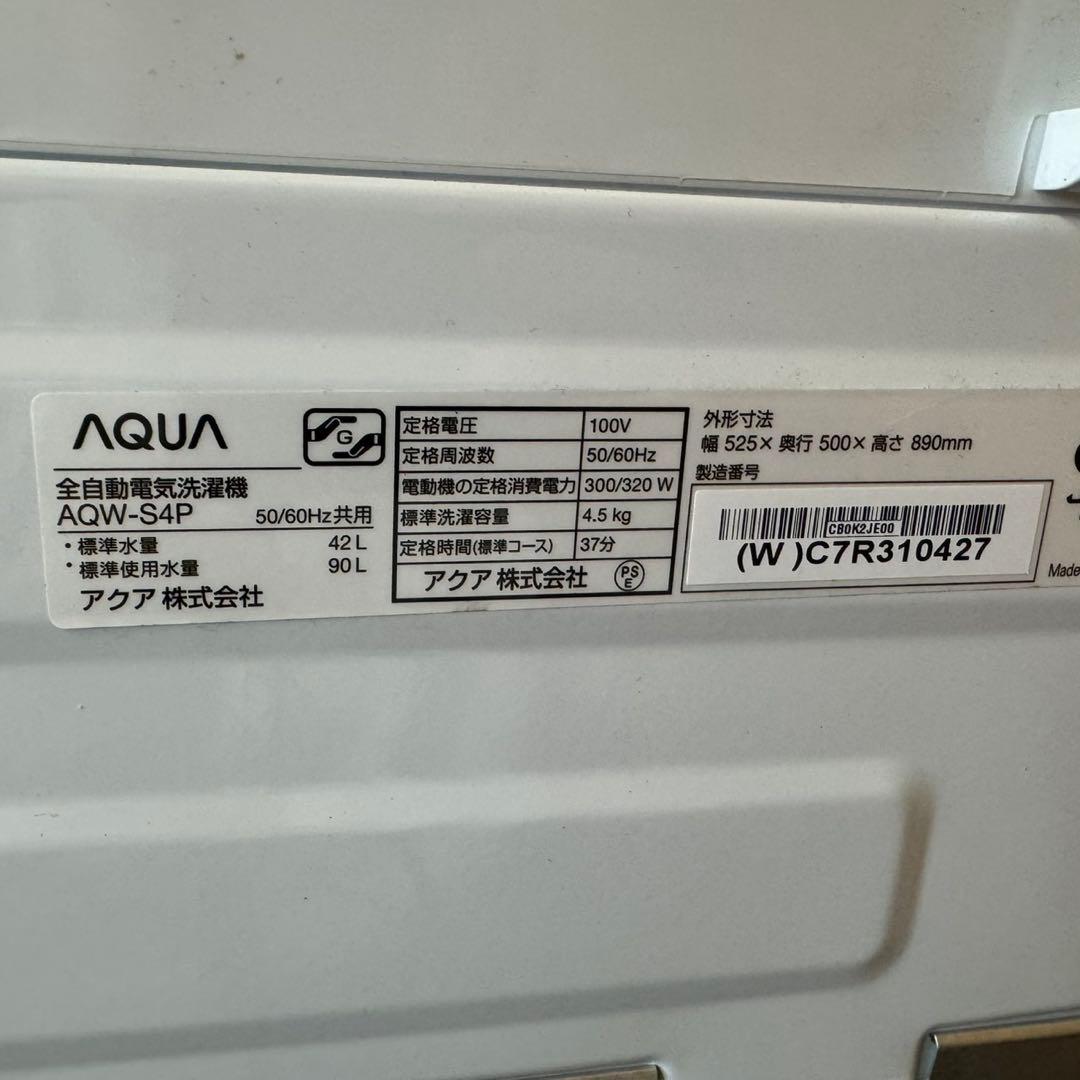 AQUA
G
全自動電気洗濯機
AQW-S4P 50/60Hz共用
・標準水量 42L
・標準使用水量 90L
アクア 株式会社
定格電圧 100V
定格周波数 50/60Hz
電動機の定格消費電力 300/320 W
標準洗濯容量 4.5 kg
定格時間(標準コース) 37分
アクア 株式会社 PS E
外形寸法
幅 525× 奥行 500× 高さ 890mm
製造番号
CB0K2JE00
(W )C7R310427
Made